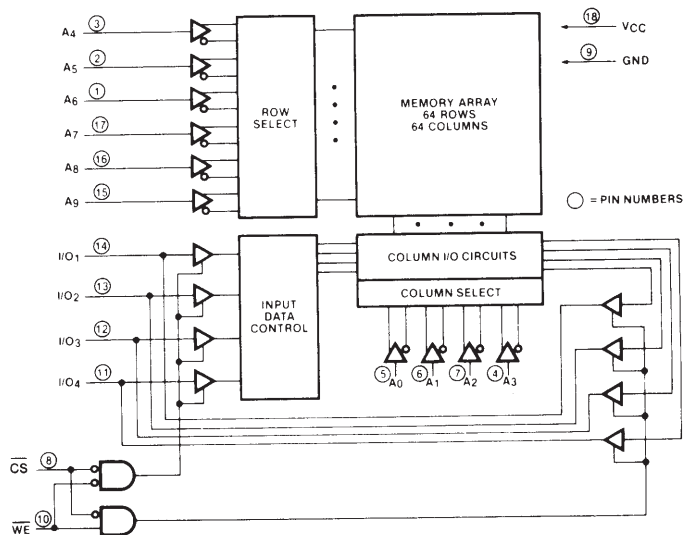 A4 3
A5 2
A6 1
A7 17
A8 16
A9 15
ROW
SELECT
MEMORY ARRAY
64 ROWS
64 COLUMNS
18 VCC
9 GND
= PIN NUMBERS
I/O1 14
I/O2 13
I/O3 12
I/O4 11
INPUT
DATA
CONTROL
COLUMN I/O CIRCUITS
COLUMN SELECT
5 A0 6 A1 7 A2 4 A3
C̅S̅ 8
W̅E̅ 10